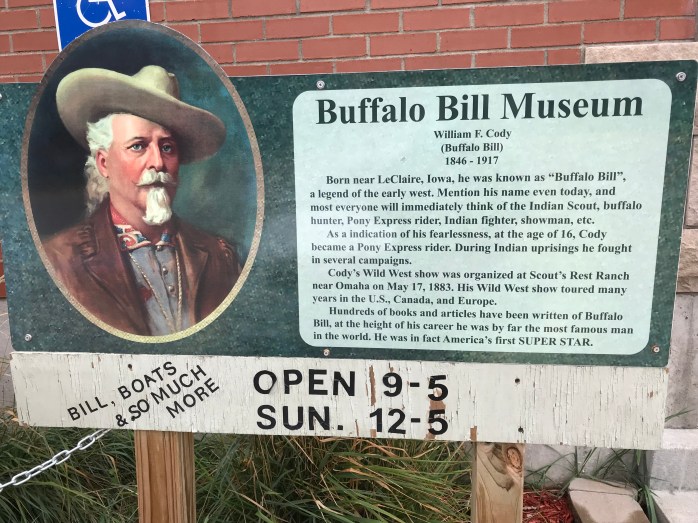 Buffalo Bill Museum
William F. Cody
(Buffalo Bill)
1846 - 1917
Born near LeClaire, Iowa, he was known as “Buffalo Bill”,
a legend of the early west. Mention his name even today, and
most everyone will immediately think of the Indian Scout, buffalo
hunter, Pony Express rider, Indian fighter, showman, etc.
As a indication of his fearlessness, at the age of 16, Cody
became a Pony Express rider. During Indian uprisings he fought
in several campaigns.
Cody's Wild West show was organized at Scout's Rest Ranch
near Omaha on May 17, 1883. His Wild West show toured many
years in the U.S., Canada, and Europe.
Hundreds of books and articles have been written of Buffalo
Bill, at the height of his career he was by far the most famous man
in the world. He was in fact America's first SUPER STAR.
BILL, BOATS
& SO MUCH
MORE
OPEN 9-5
SUN. 12-5